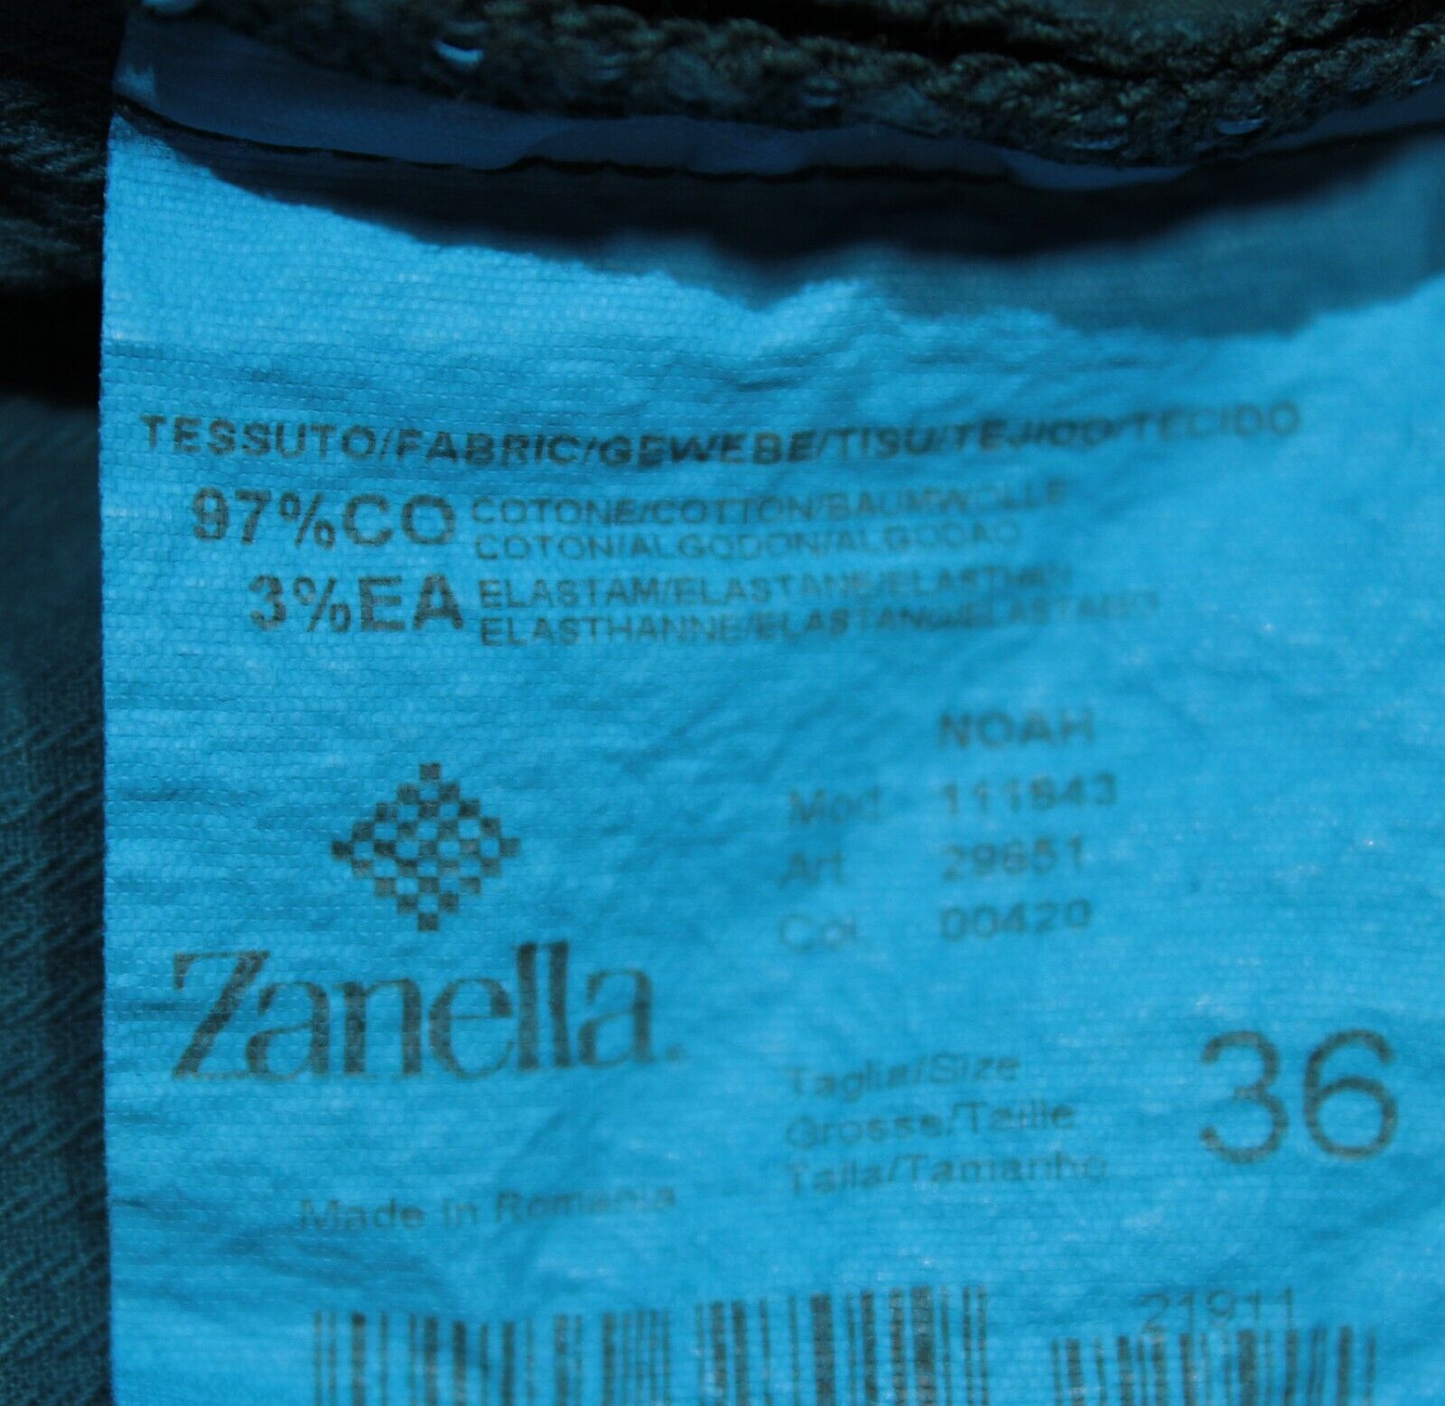 TESSUTO/FABRIC/GEWEBE/TISU/TEJIDO/TECIDO
97%CO COTONE/COTTON/BAUMWOLLE
COTON/ALGODON/ALGODAO
3%EA ELASTAM/ELASTANE/ELASTHAN
ELASTHANNE/ELASTANO/ELASTANO
NOAH
Mod. 111843
Art. 29651
Col. 00420
Zanella
Taglia/Size
Grosse/Taille
Talla/Tamanho
36
Made in Romania
21911